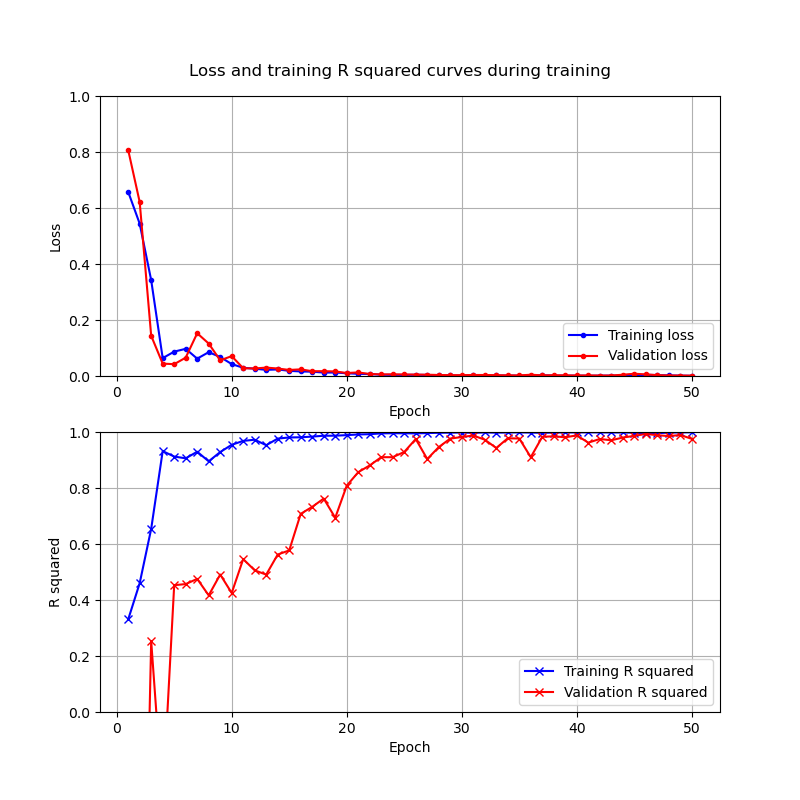 Loss and training R squared curves during training
1.0
0.8
0.6
0.4
0.2
0.0
Loss
Training loss
Validation loss
0 10 20 30 40 50
Epoch
1.0
0.8
0.6
0.4
0.2
0.0
R squared
Training R squared
Validation R squared
0 10 20 30 40 50
Epoch